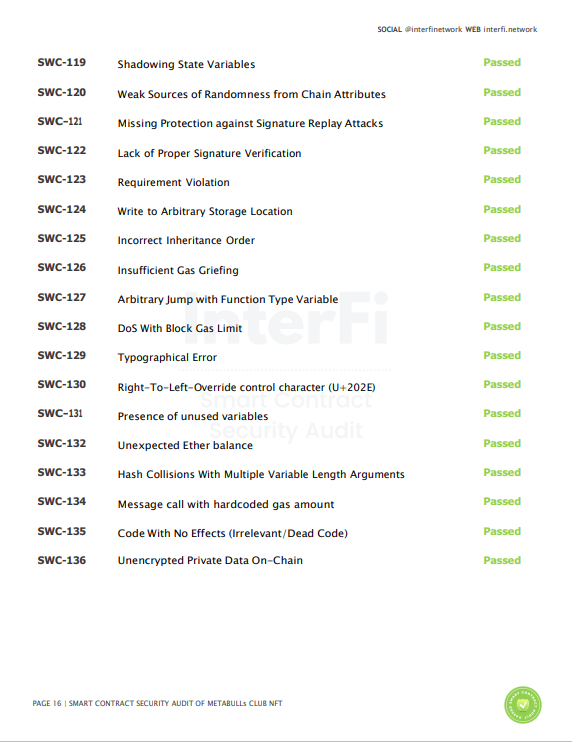 SOCIAL @interfinetwork WEB interfi.network
SWC-119 Shadowing State Variables Passed
SWC-120 Weak Sources of Randomness from Chain Attributes Passed
SWC-121 Missing Protection against Signature Replay Attacks Passed
SWC-122 Lack of Proper Signature Verification Passed
SWC-123 Requirement Violation Passed
SWC-124 Write to Arbitrary Storage Location Passed
SWC-125 Incorrect Inheritance Order Passed
SWC-126 Insufficient Gas Griefing Passed
SWC-127 Arbitrary Jump with Function Type Variable Passed
InterFi
SWC-128 DoS With Block Gas Limit Passed
SWC-129 Typographical Error Passed
SWC-130 Right-To-Left-Override control character (U+202E) Passed
Smart Contract
SWC-131 Presence of unused variables Passed
Security Audit
SWC-132 Unexpected Ether balance Passed
SWC-133 Hash Collisions With Multiple Variable Length Arguments Passed
SWC-134 Message call with hardcoded gas amount Passed
SWC-135 Code With No Effects (Irrelevant/Dead Code) Passed
SWC-136 Unencrypted Private Data On-Chain Passed
PAGE 16 | SMART CONTRACT SECURITY AUDIT OF METABULLs CLUB NFT